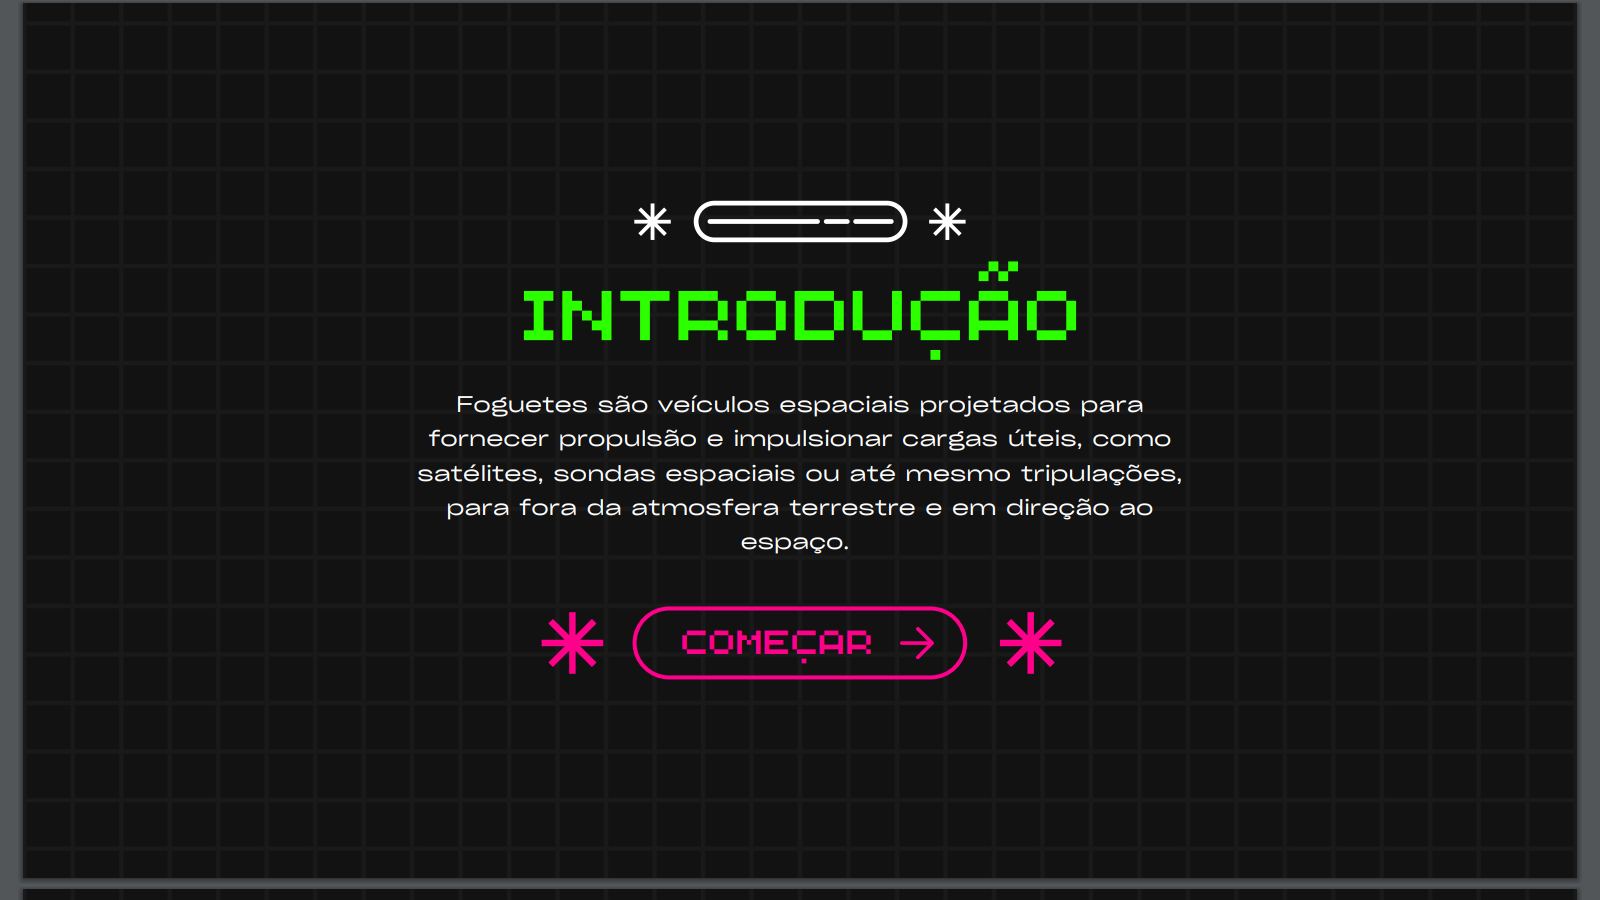 INTRODUÇÃO
Foguetes são veículos espaciais projetados para
fornecer propulsão e impulsionar cargas úteis, como
satélites, sondas espaciais ou até mesmo tripulações,
para fora da atmosfera terrestre e em direção ao
espaço.
COMEÇAR